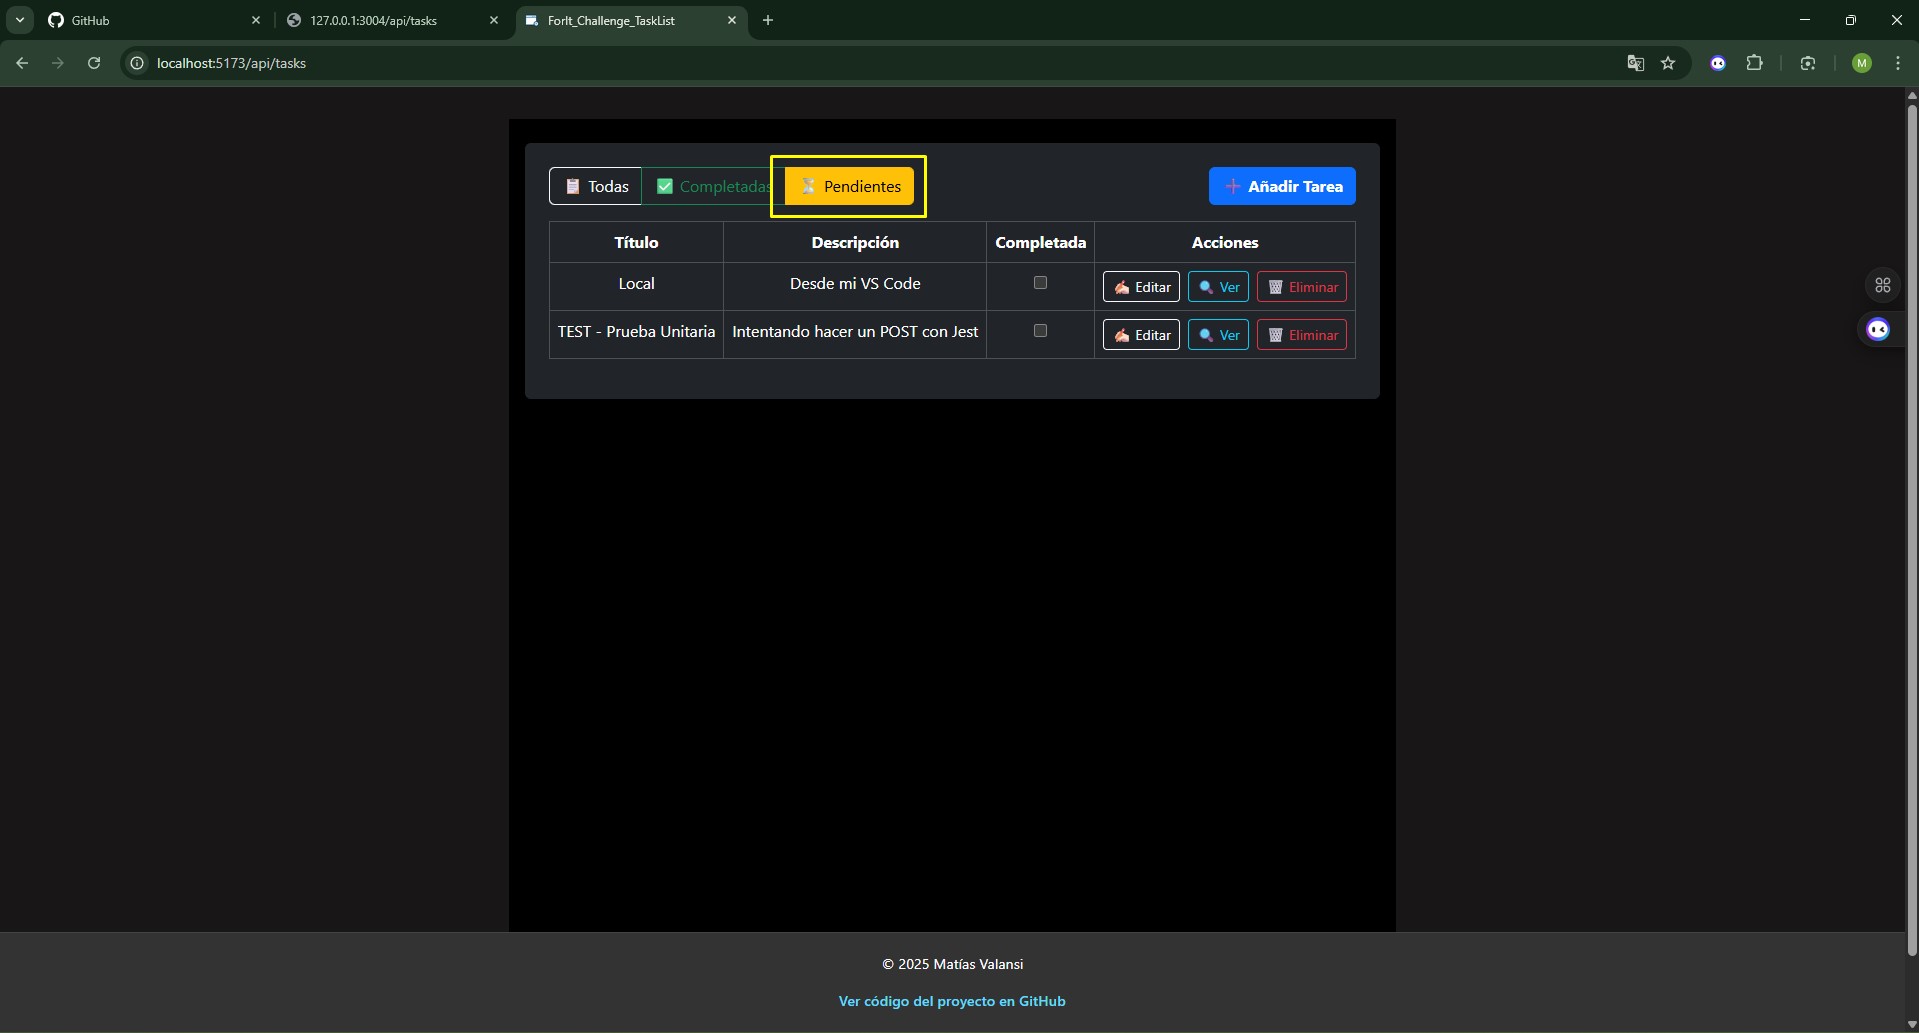 GitHub
127.0.0.1:3004/api/tasks
ForIt_Challenge_TaskList
localhost:5173/api/tasks
M
Todas
Completadas
Pendientes
Añadir Tarea
Título Descripción Completada Acciones
Local Desde mi VS Code Editar Ver Eliminar
TEST - Prueba Unitaria Intentando hacer un POST con Jest Editar Ver Eliminar
© 2025 Matías Valansi
Ver código del proyecto en GitHub